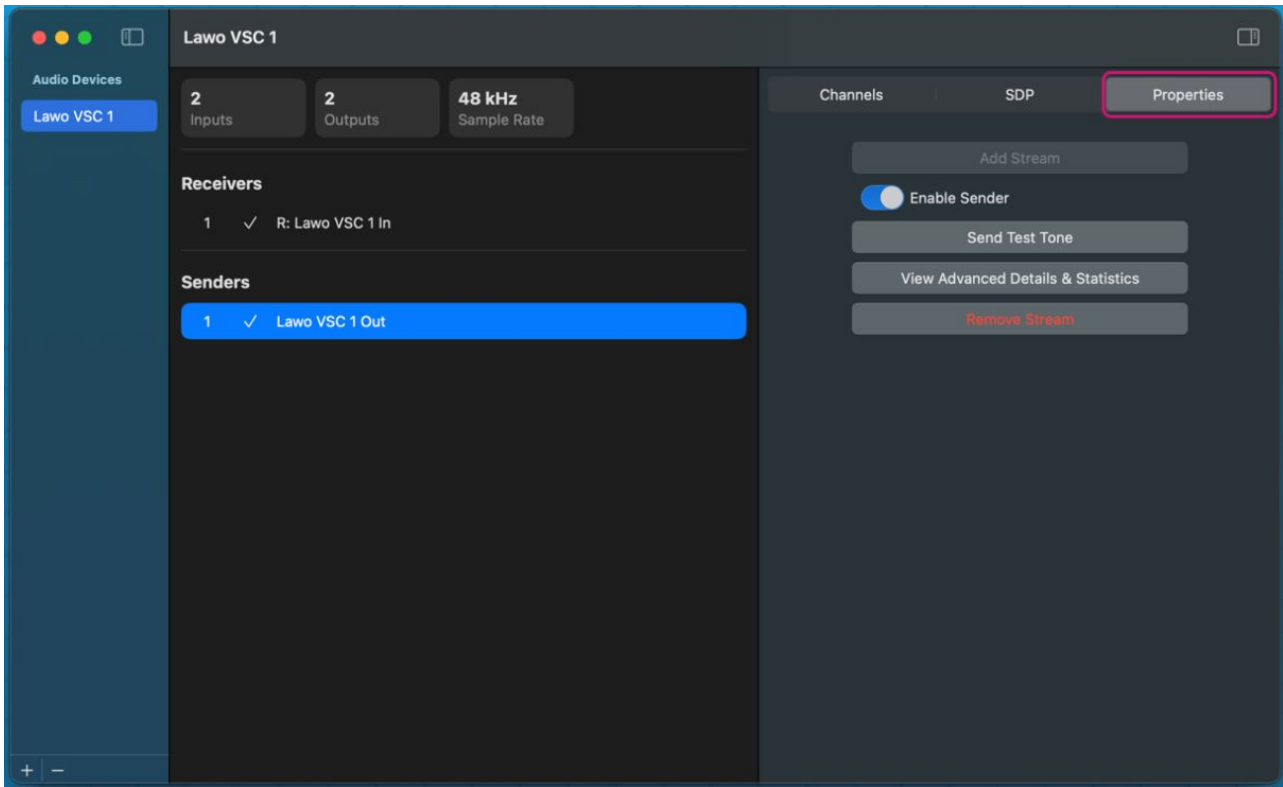 Lawo VSC 1
Audio Devices
Lawo VSC 1
2
Inputs
2
Outputs
48 kHz
Sample Rate
Receivers
1 ✓ R: Lawo VSC 1 In
Senders
1 ✓ Lawo VSC 1 Out
Channels
SDP
Properties
Add Stream
Enable Sender
Send Test Tone
View Advanced Details & Statistics
Remove Stream
+ −